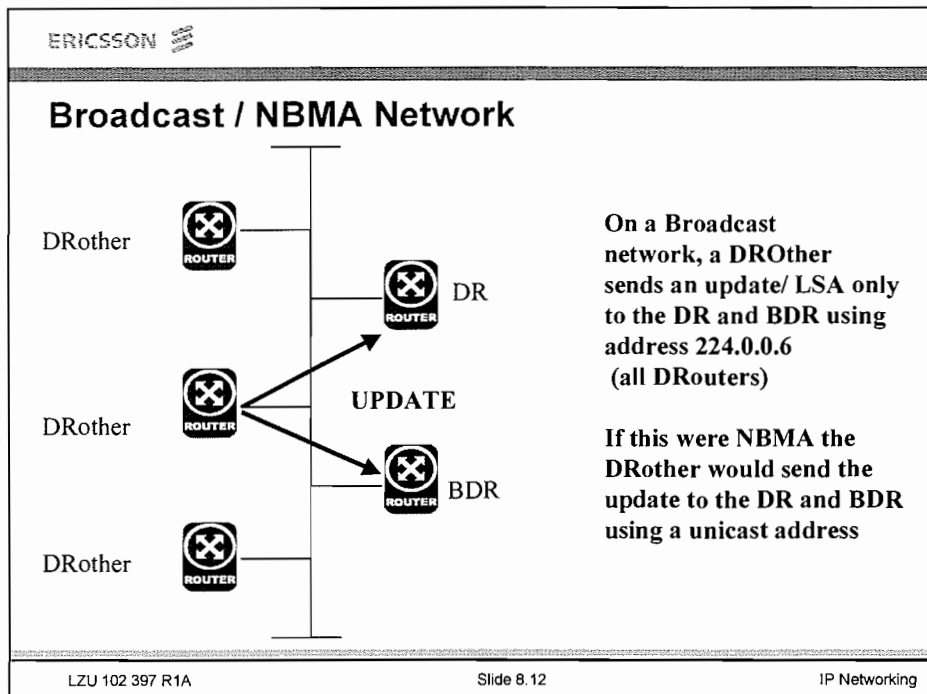 ERICSSON
Broadcast / NBMA Network
DRother
ROUTER
DR
ROUTER
DRother
ROUTER
UPDATE
BDR
ROUTER
DRother
ROUTER
On a Broadcast
network, a DROther
sends an update/ LSA only
to the DR and BDR using
address 224.0.0.6
(all DRouters)
If this were NBMA the
DRother would send the
update to the DR and BDR
using a unicast address
LZU 102 397 R1A
Slide 8.12
IP Networking